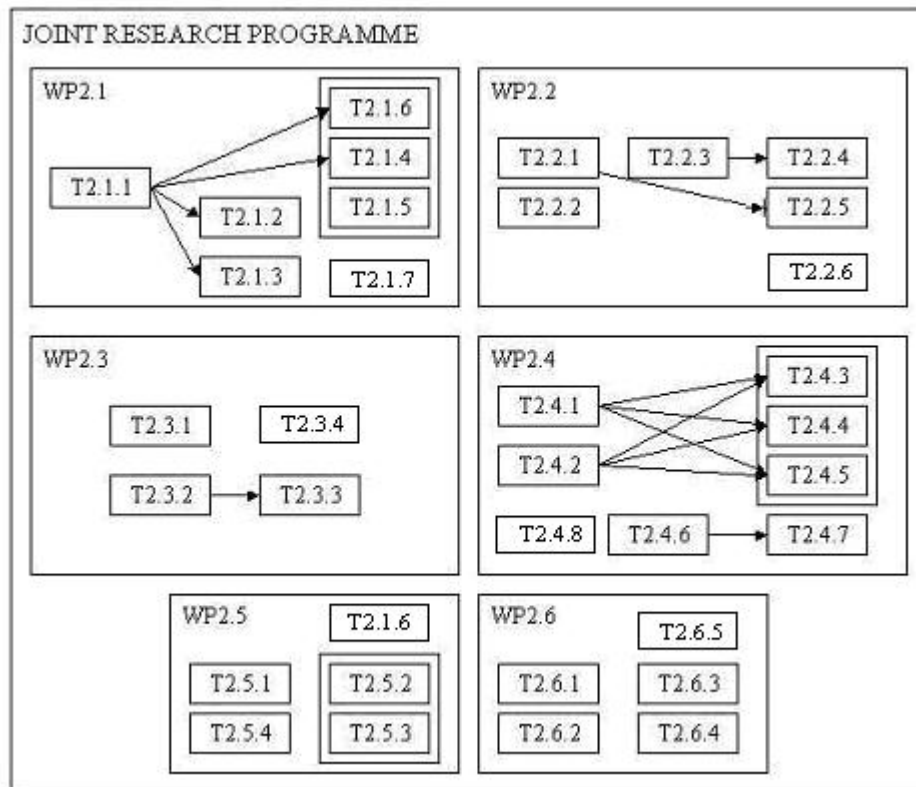 JOINT RESEARCH PROGRAMME
WP2.1
T2.1.6
T2.1.4
T2.1.1
T2.1.5
T2.1.2
T2.1.3
T2.1.7
WP2.2
T2.2.1
T2.2.3
T2.2.4
T2.2.2
T2.2.5
T2.2.6
WP2.3
T2.3.1
T2.3.4
T2.3.2
T2.3.3
WP2.4
T2.4.3
T2.4.1
T2.4.4
T2.4.2
T2.4.5
T2.4.8
T2.4.6
T2.4.7
WP2.5
T2.1.6
T2.5.1
T2.5.2
T2.5.4
T2.5.3
WP2.6
T2.6.5
T2.6.1
T2.6.3
T2.6.2
T2.6.4